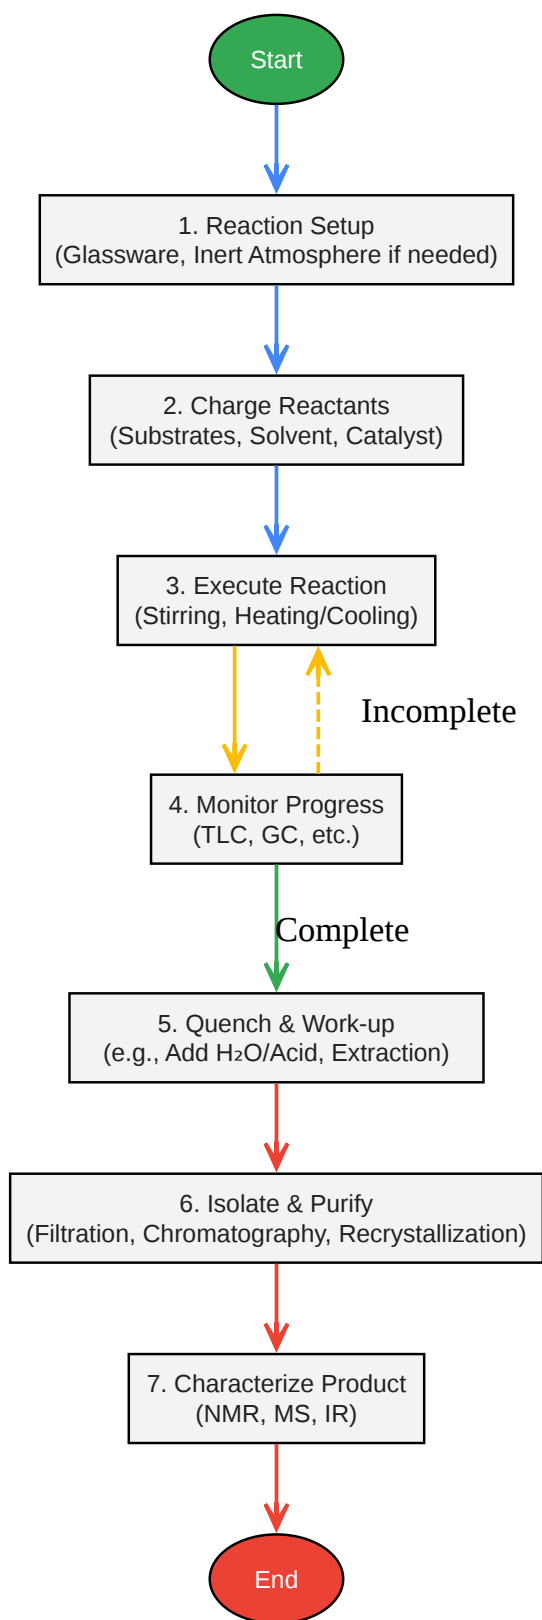 Start
1. Reaction Setup
(Glassware, Inert Atmosphere if needed)
2. Charge Reactants
(Substrates, Solvent, Catalyst)
3. Execute Reaction
(Stirring, Heating/Cooling)
Incomplete
4. Monitor Progress
(TLC, GC, etc.)
Complete
5. Quench & Work-up
(e.g., Add H₂O/Acid, Extraction)
6. Isolate & Purify
(Filtration, Chromatography, Recrystallization)
7. Characterize Product
(NMR, MS, IR)
End